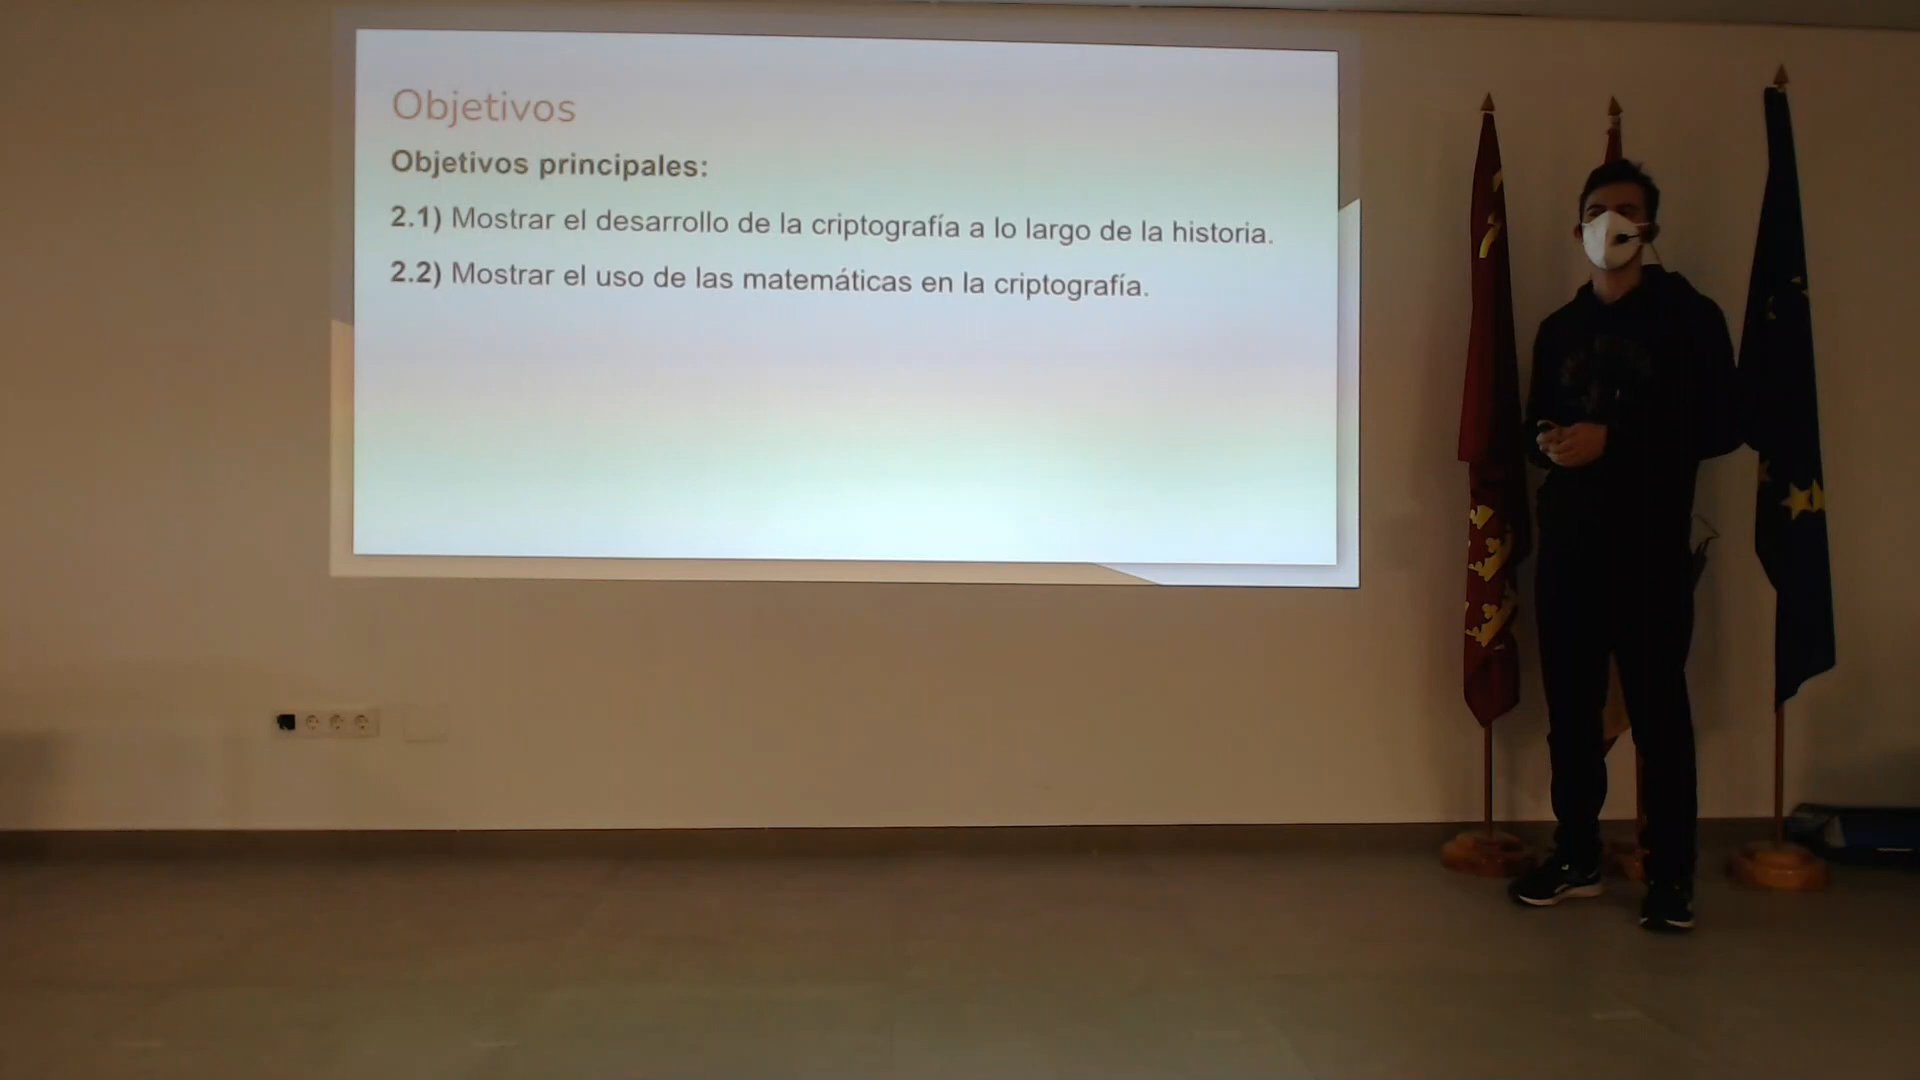 Objetivos
Objetivos principales:
2.1) Mostrar el desarrollo de la criptografía a lo largo de la historia.
2.2) Mostrar el uso de las matemáticas en la criptografía.